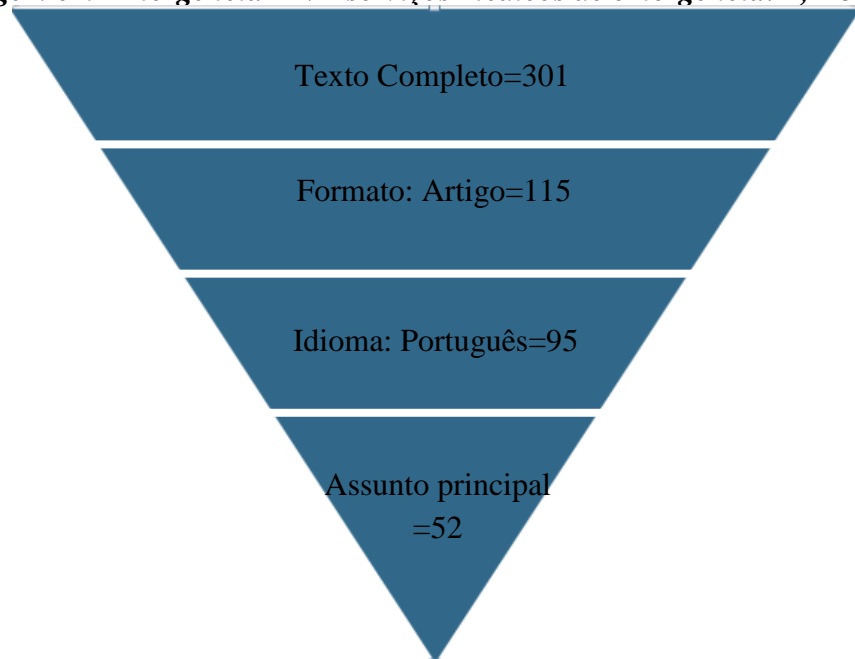 Texto Completo=301
Formato: Artigo=115
Idioma: Português=95
Assunto principal
=52